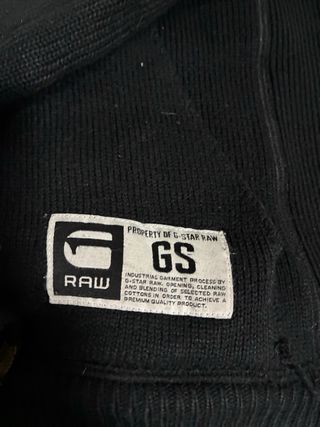 PROPERTY OF G-STAR RAW
GS
RAW
INDUSTRIAL GARMENT PROCESS BY
G-STAR RAW. OPENING, CLEANING
AND BLENDING OF SELECTED RAW
COTTONS IN ORDER TO ACHIEVE A
PREMIUM QUALITY PRODUCT.